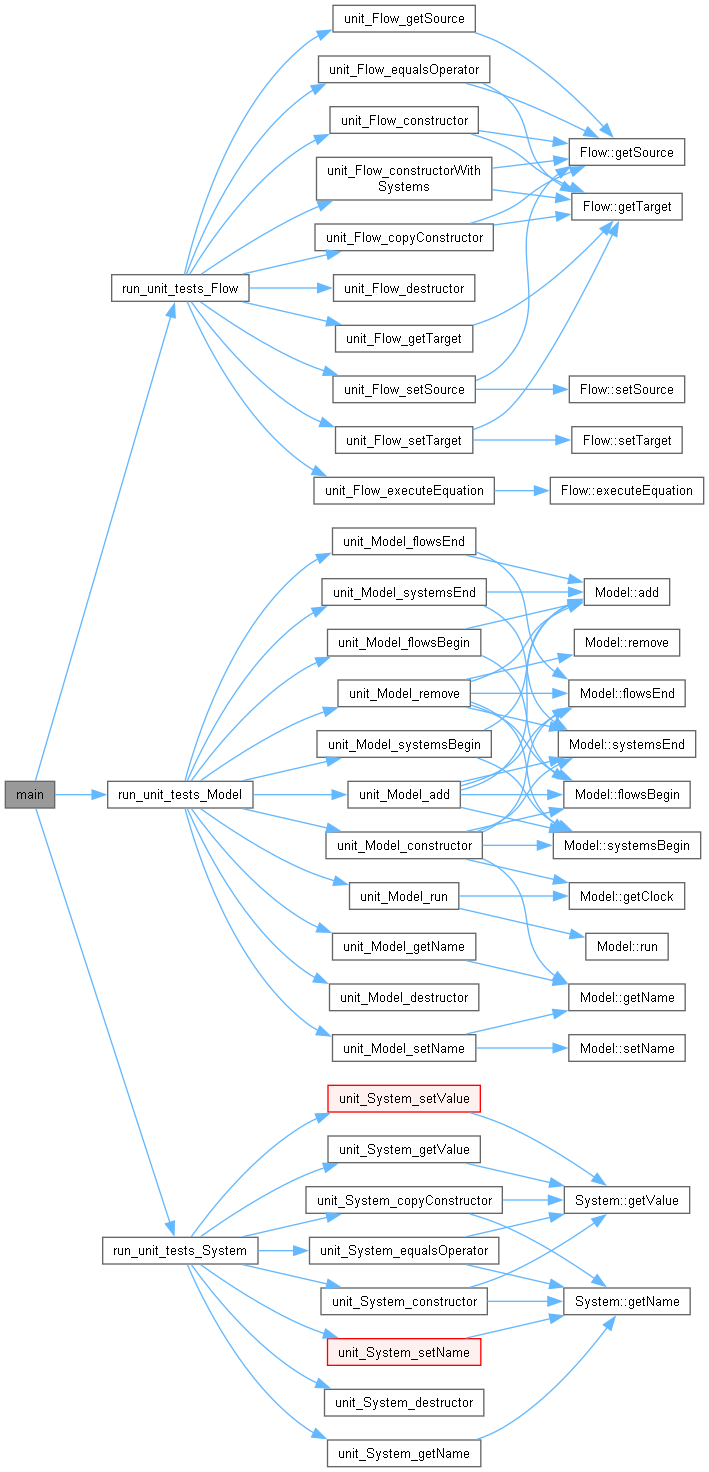 main
run_unit_tests_Flow
unit_Flow_getSource
unit_Flow_equalsOperator
unit_Flow_constructor
unit_Flow_constructorWith
Systems
unit_Flow_copyConstructor
unit_Flow_destructor
unit_Flow_getTarget
unit_Flow_setSource
unit_Flow_setTarget
unit_Flow_executeEquation
Flow::getSource
Flow::getTarget
Flow::setSource
Flow::setTarget
Flow::executeEquation
run_unit_tests_Model
unit_Model_flowsEnd
unit_Model_systemsEnd
unit_Model_flowsBegin
unit_Model_remove
unit_Model_systemsBegin
unit_Model_add
unit_Model_constructor
unit_Model_run
unit_Model_getName
unit_Model_destructor
unit_Model_setName
Model::add
Model::remove
Model::flowsEnd
Model::systemsEnd
Model::flowsBegin
Model::systemsBegin
Model::getClock
Model::run
Model::getName
Model::setName
run_unit_tests_System
unit_System_setValue
unit_System_getValue
unit_System_copyConstructor
unit_System_equalsOperator
unit_System_constructor
unit_System_setName
unit_System_destructor
unit_System_getName
System::getValue
System::getName